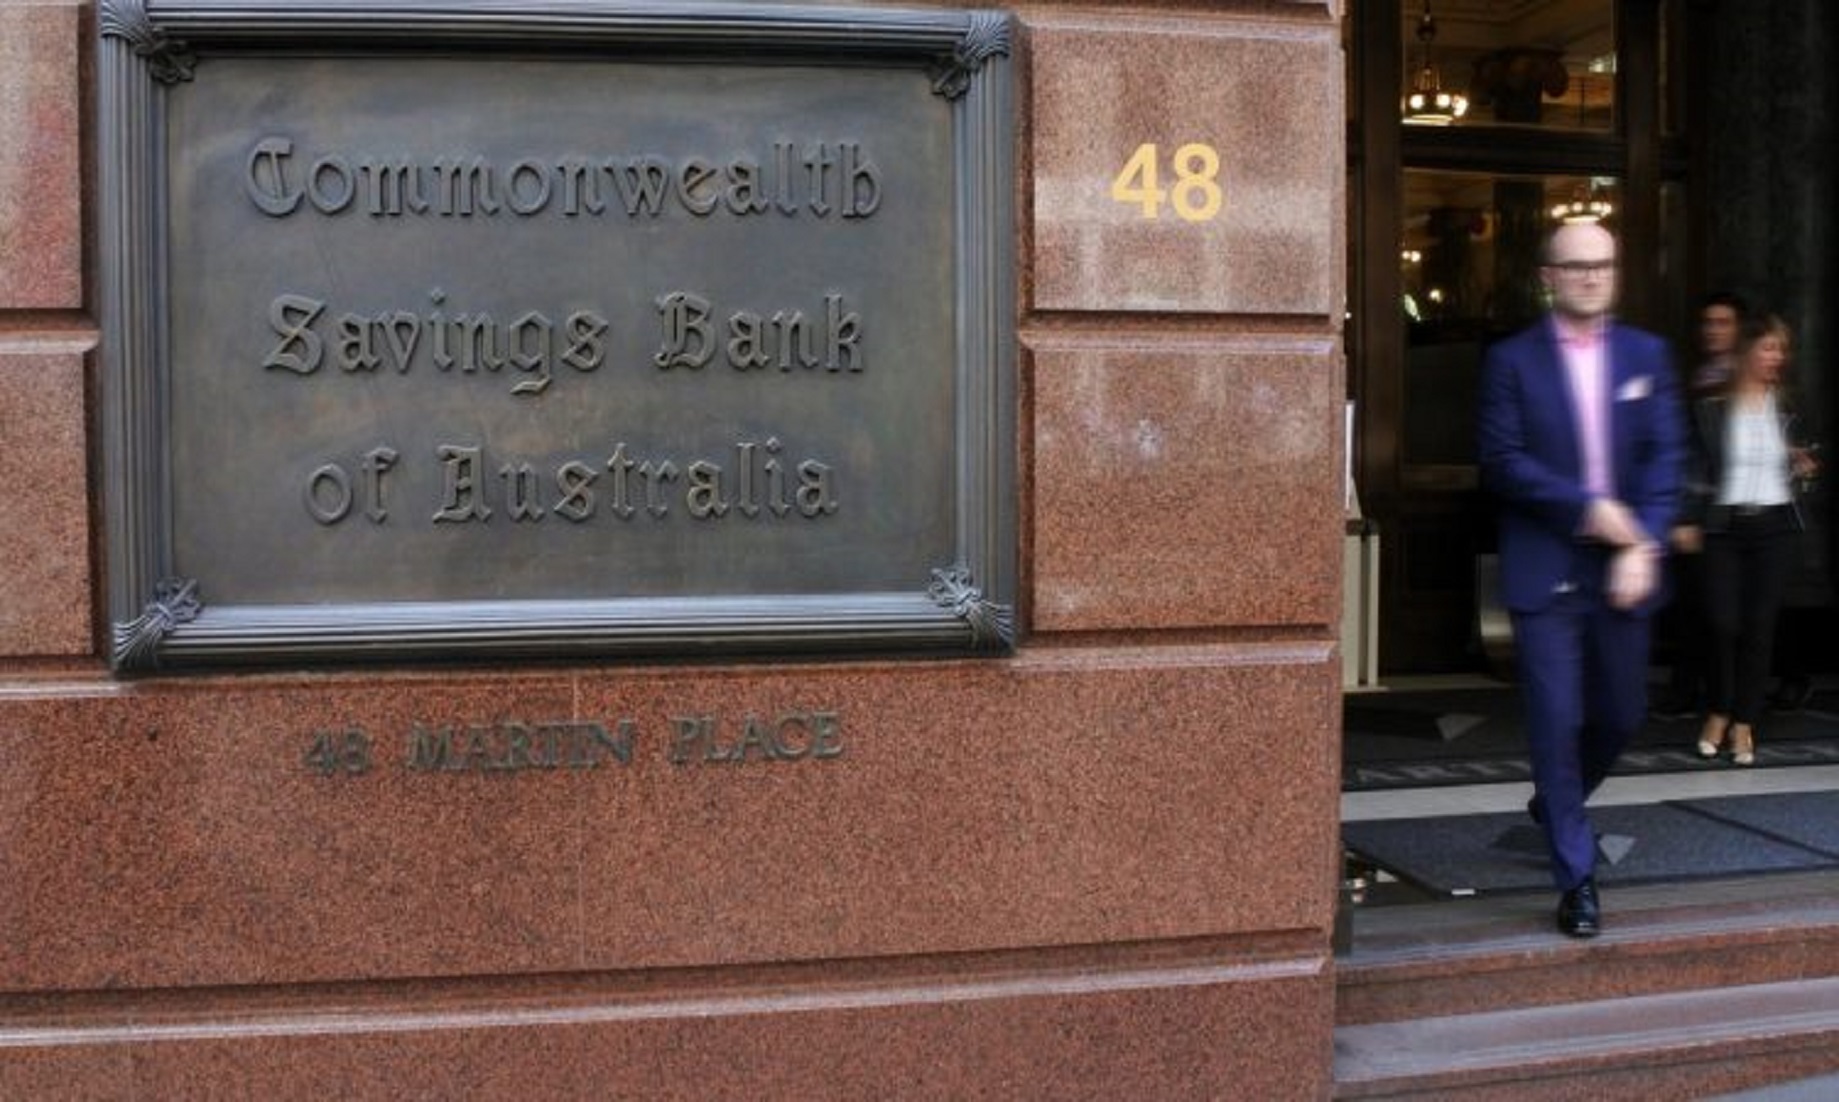 Commonwealth
Savings Bank
of Australia
48
48 MARTIN PLACE